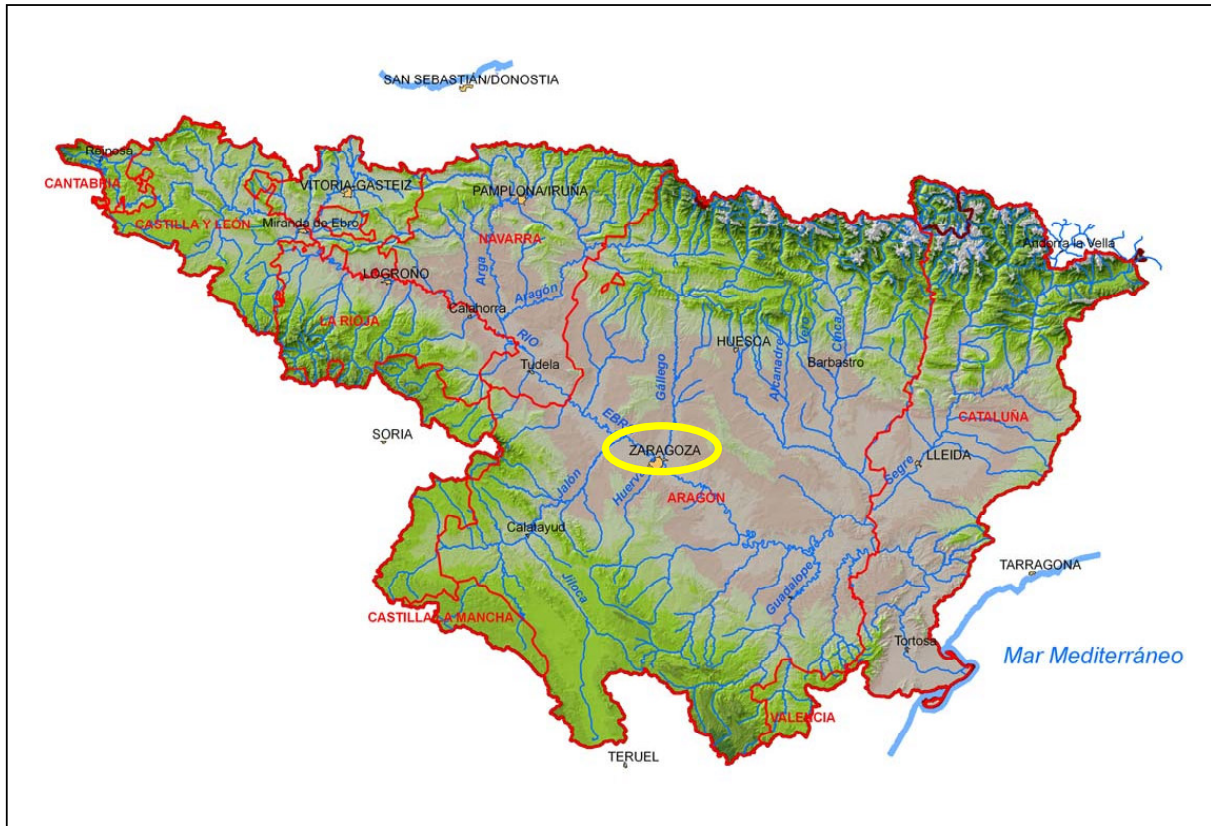 SAN SEBASTIÁN/DONOSTIA
Reinosa
CANTABRIA
VITORIA-GASTEIZ
PAMPLONA/IRUÑA
CASTILLA Y LEÓN
Miranda de Ebro
NAVARRA
Andorra la Vella
LOGROÑO
Arga
Aragón
Calahorra
LA RIOJA
RIO
Tudela
HUESCA
Gállego
Alcanadre
Vero
Cinca
Barbastro
EBRO
CATALUÑA
SORIA
ZARAGOZA
LLEIDA
Segre
Jalón
Huerva
ARAGÓN
Calatayud
TARRAGONA
Jiloca
Guadalope
CASTILLA LA MANCHA
Tortosa
Mar Mediterráneo
VALENCIA
TERUEL